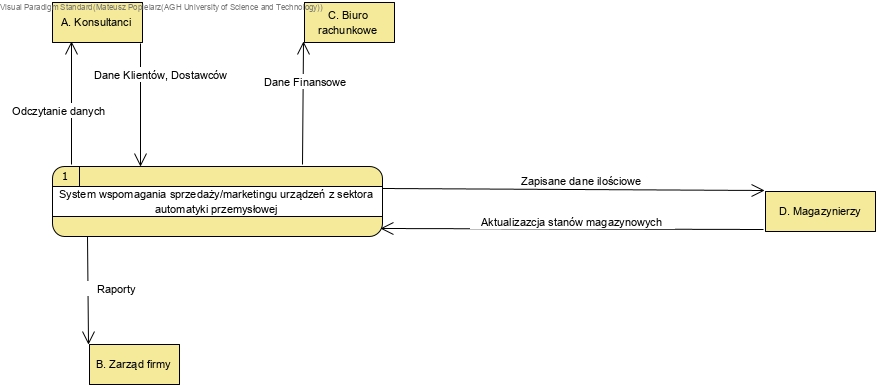 Visual Paradigm Standard(Mateusz Popielarz(AGH University of Science and Technology))
A. Konsultanci
C. Biuro
rachunkowe
Dane Klientów, Dostawców
Dane Finansowe
Odczytanie danych
1
System wspomagania sprzedaży/marketingu urządzeń z sektora
automatyki przemysłowej
Zapisane dane ilościowe
Aktualizazcja stanów magazynowych
D. Magazynierzy
Raporty
B. Zarząd firmy